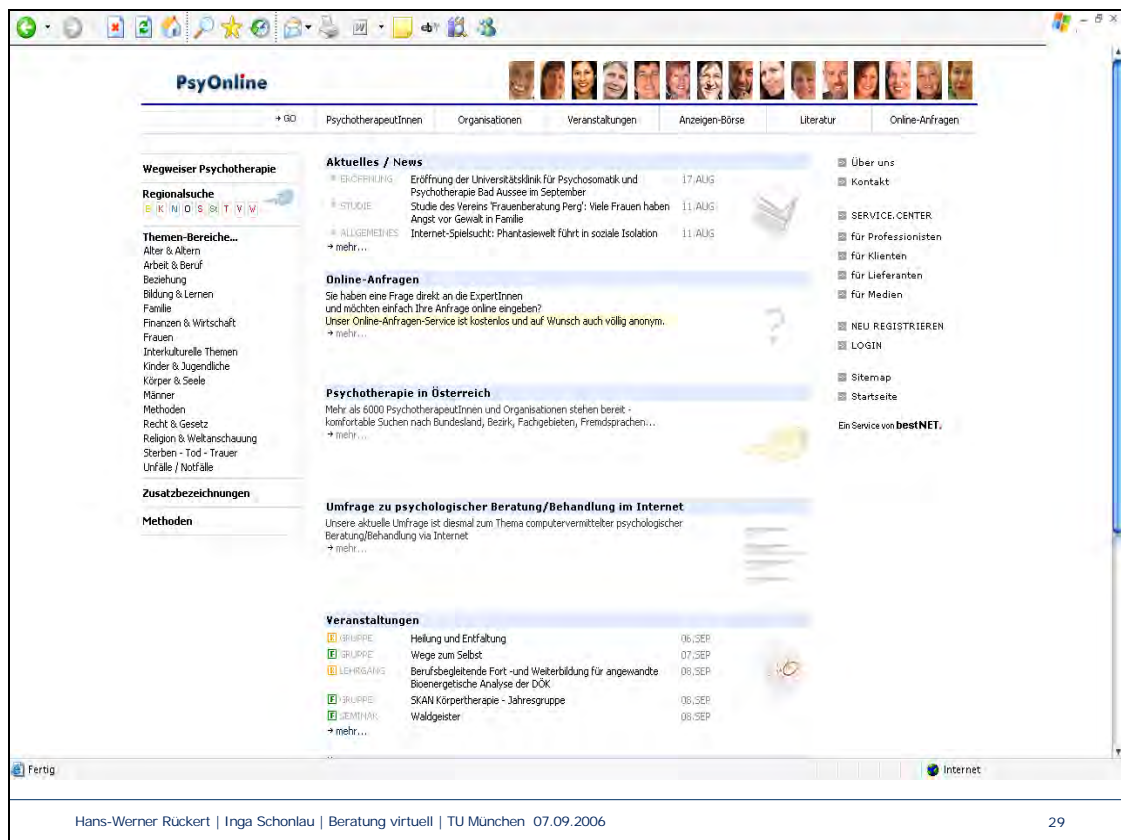 PsyOnline
→ GO
PsychotherapeutInnen
Organisationen
Veranstaltungen
Anzeigen-Börse
Literatur
Online-Anfragen
Wegweiser Psychotherapie
Regionalsuche
B K N O S St T V W
Themen-Bereiche...
Alter & Altern
Arbeit & Beruf
Beziehung
Bildung & Lernen
Familie
Finanzen & Wirtschaft
Frauen
Interkulturelle Themen
Kinder & Jugendliche
Körper & Seele
Männer
Methoden
Recht & Gesetz
Religion & Weltanschauung
Sterben - Tod - Trauer
Unfälle / Notfälle
Zusatzbezeichnungen
Methoden
Aktuelles / News
ERÖFFNUNG Eröffnung der Universitätsklinik für Psychosomatik und 17.AUG
Psychotherapie Bad Aussee im September
STUDIE Studie des Vereins 'Frauenberatung Perg': Viele Frauen haben 11.AUG
Angst vor Gewalt in Familie
ALLGEMEINES Internet-Spielsucht: Phantasiewelt führt in soziale Isolation 11.AUG
→ mehr...
Online-Anfragen
Sie haben eine Frage direkt an die ExpertInnen
und möchten einfach Ihre Anfrage online eingeben?
Unser Online-Anfragen-Service ist kostenlos und auf Wunsch auch völlig anonym.
→ mehr...
Psychotherapie in Österreich
Mehr als 6000 PsychotherapeutInnen und Organisationen stehen bereit -
komfortable Suchen nach Bundesland, Bezirk, Fachgebieten, Fremdsprachen...
→ mehr...
Umfrage zu psychologischer Beratung/Behandlung im Internet
Unsere aktuelle Umfrage ist diesmal zum Thema computervermittelter psychologischer
Beratung/Behandlung via Internet
→ mehr...
Veranstaltungen
E GRUPPE Heilung und Entfaltung 06.SEP
F GRUPPE Wege zum Selbst 07.SEP
E LEHRGANG Berufsbegleitende Fort -und Weiterbildung für angewandte 08.SEP
Bioenergetische Analyse der DÖK
F GRUPPE SKAN Körpertherapie - Jahresgruppe 08.SEP
F SEMINAR Waldgeister 08.SEP
→ mehr...
Über uns
Kontakt
SERVICE.CENTER
für Professionisten
für Klienten
für Lieferanten
für Medien
NEU REGISTRIEREN
LOGIN
Sitemap
Startseite
Ein Service von bestNET.
Fertig
Internet
Hans-Werner Rückert | Inga Schonlau | Beratung virtuell | TU München 07.09.2006
29